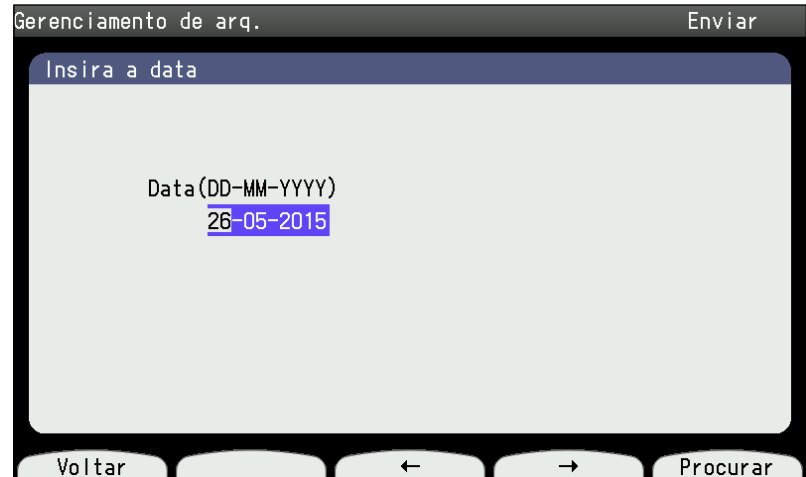 Gerenciamento de arq. Enviar
Insira a data
Data(DD-MM-YYYY)
26-05-2015
Voltar ← → Procurar